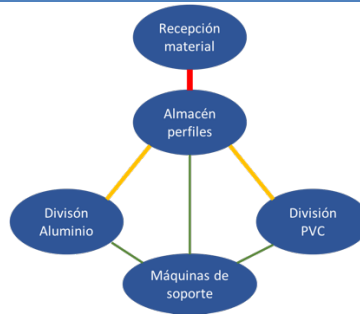 Recepción
material
Almacén
perfiles
Divisón
Aluminio
División
PVC
Máquinas de
soporte